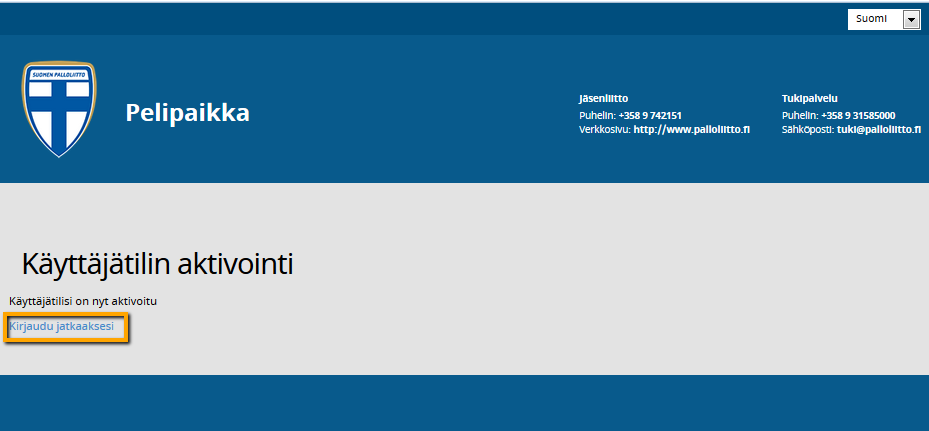 Suomi
SUOMEN PALLOLIITTO
Pelipaikka
Jäsenliitto
Puhelin: +358 9 742151
Verkkosivu: http://www.palloliitto.fi
Tukipalvelu
Puhelin: +358 9 31585000
Sähköposti: tuki@palloliitto.fi
Käyttäjätilin aktivointi
Käyttäjätilisi on nyt aktivoitu
Kirjaudu jatkaaksesi